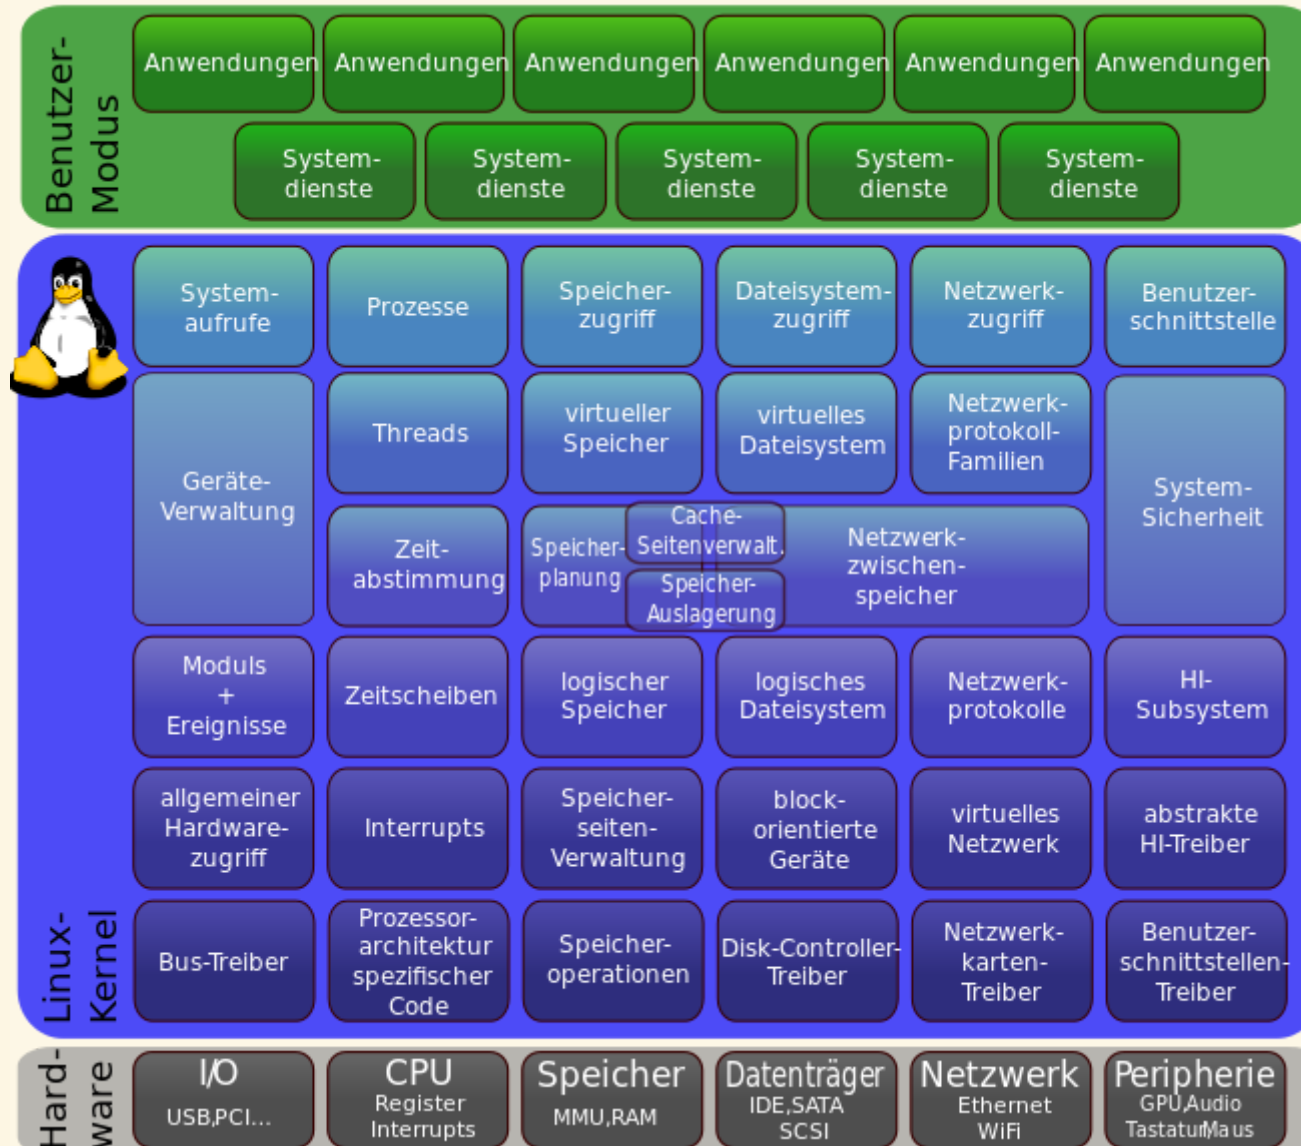 Benutzer-
Modus
Anwendungen Anwendungen Anwendungen Anwendungen Anwendungen Anwendungen
System-
dienste
System-
dienste
System-
dienste
System-
dienste
System-
dienste
Linux-
Kernel
System-
aufrufe
Prozesse
Speicher-
zugriff
Dateisystem-
zugriff
Netzwerk-
zugriff
Benutzer-
schnittstelle
Geräte-
Verwaltung
Threads
virtueller
Speicher
virtuelles
Dateisystem
Netzwerk-
protokoll-
Familien
System-
Sicherheit
Zeit-
abstimmung
Speicher-
planung
Cache-
Seitenverwalt.
Speicher-
Auslagerung
Netzwerk-
zwischen-
speicher
Moduls
+
Ereignisse
Zeitscheiben
logischer
Speicher
logisches
Dateisystem
Netzwerk-
protokolle
HI-
Subsystem
allgemeiner
Hardware-
zugriff
Interrupts
Speicher-
seiten-
Verwaltung
block-
orientierte
Geräte
virtuelles
Netzwerk
abstrakte
HI-Treiber
Bus-Treiber
Prozessor-
architektur
spezifischer
Code
Speicher-
operationen
Disk-Controller-
Treiber
Netzwerk-
karten-
Treiber
Benutzer-
schnittstellen-
Treiber
Hard-
ware
I/O
USB,PCI...
CPU
Register
Interrupts
Speicher
MMU,RAM
Datenträger
IDE,SATA
SCSI
Netzwerk
Ethernet
WiFi
Peripherie
GPU,Audio
Tastatur,Maus